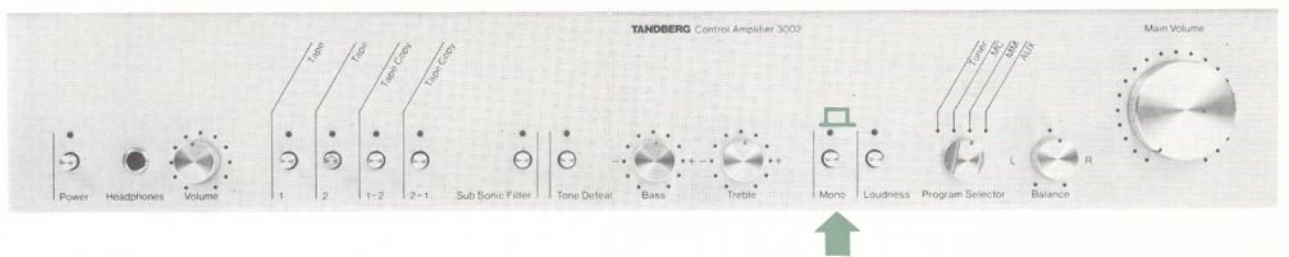 TANDBERG Control Amplifier 3002
Main Volume
Tape
Tape
Tape Copy
Tape Copy
Tuner
MC
MM
AUX
L
R
Power
Headphones
Volume
1
2
1-2
2-1
Sub Sonic Filter
Tone Defeat
- Bass +
- Treble +
Mono
Loudness
Program Selector
Balance